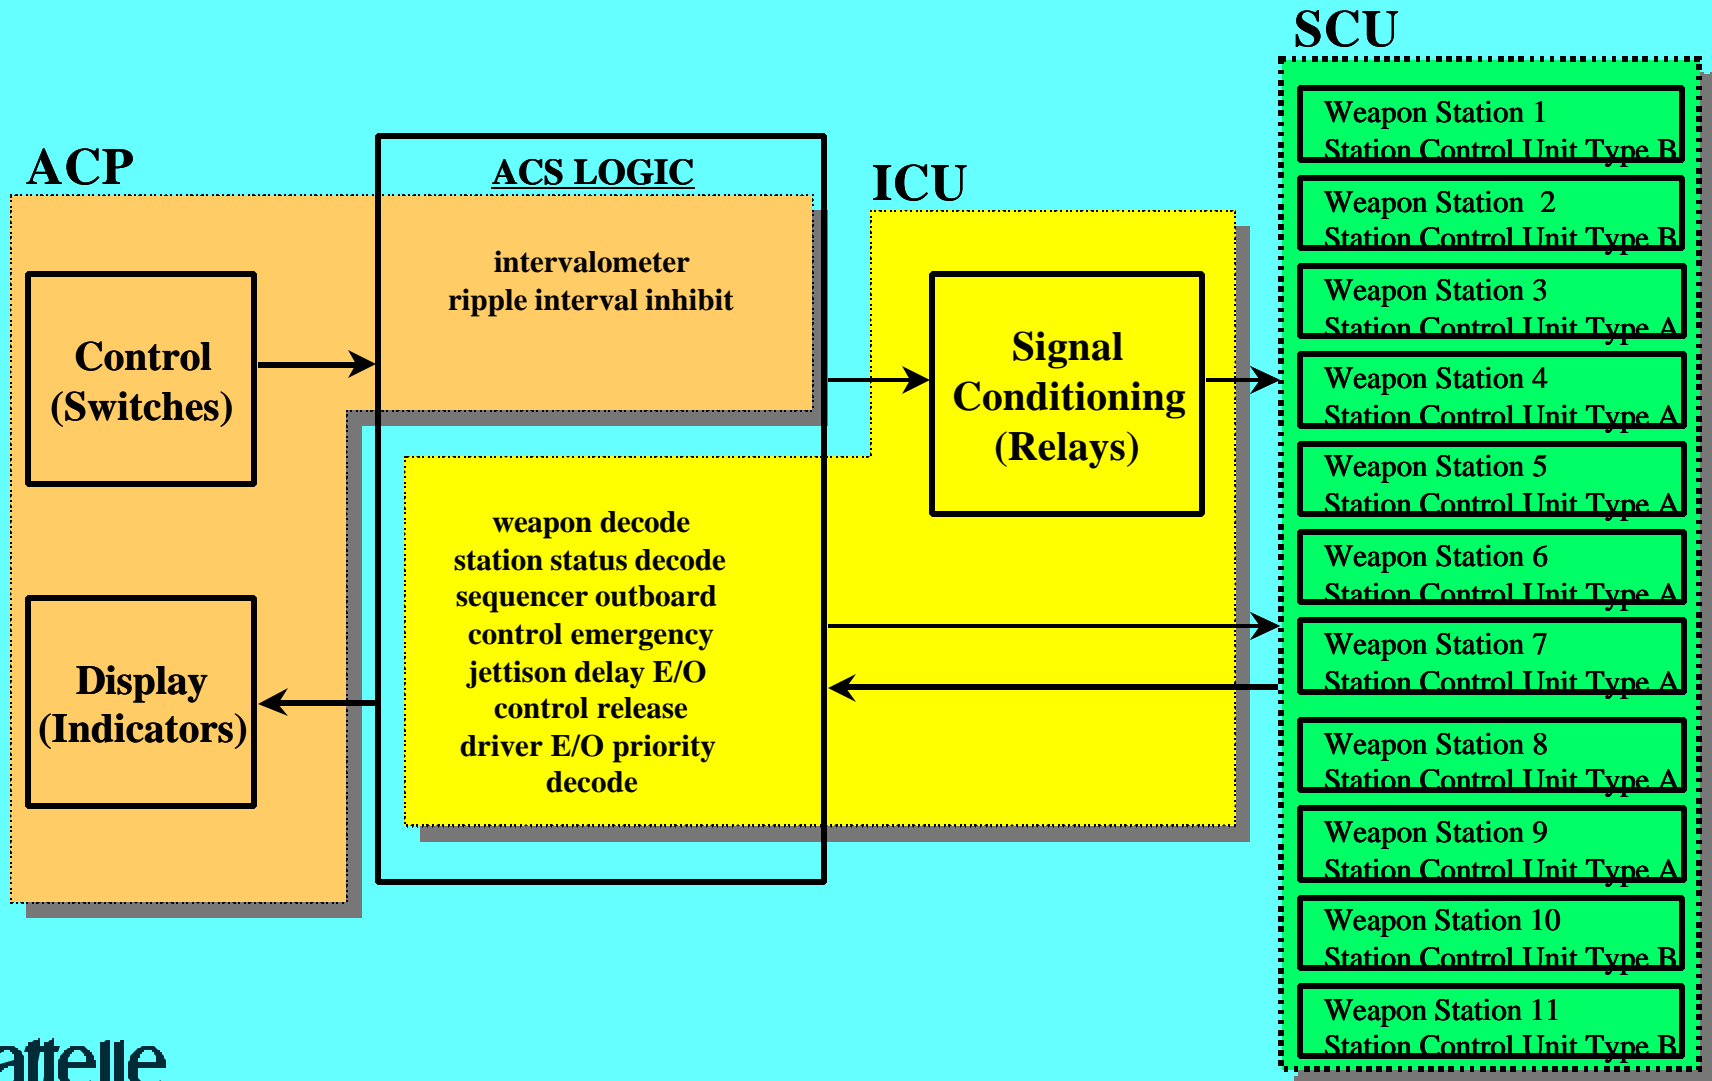 SCU
ACP
ACS LOGIC
ICU
intervalometer
ripple interval inhibit
Control
(Switches)
Display
(Indicators)
weapon decode
station status decode
sequencer outboard
control emergency
jettison delay E/O
control release
driver E/O priority
decode
Signal
Conditioning
(Relays)
Weapon Station 1
Station Control Unit Type B
Weapon Station 2
Station Control Unit Type B
Weapon Station 3
Station Control Unit Type A
Weapon Station 4
Station Control Unit Type A
Weapon Station 5
Station Control Unit Type A
Weapon Station 6
Station Control Unit Type A
Weapon Station 7
Station Control Unit Type A
Weapon Station 8
Station Control Unit Type A
Weapon Station 9
Station Control Unit Type A
Weapon Station 10
Station Control Unit Type B
Weapon Station 11
Station Control Unit Type B
attelle